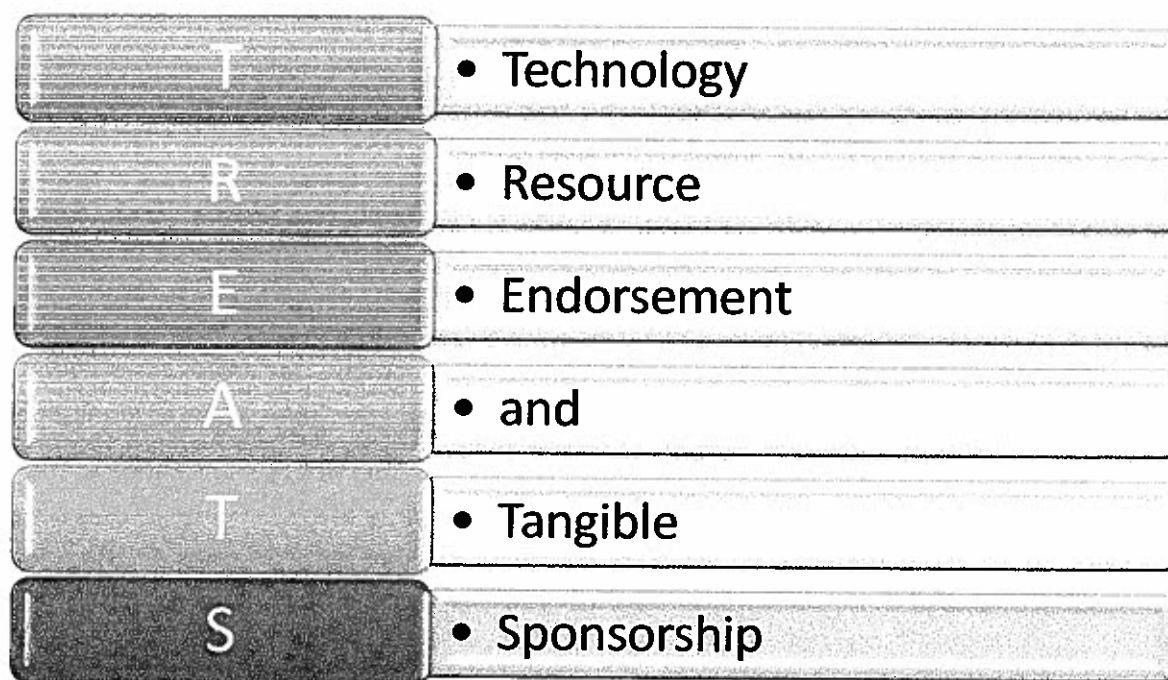 T • Technology
R • Resource
E • Endorsement
A • and
T • Tangible
S • Sponsorship